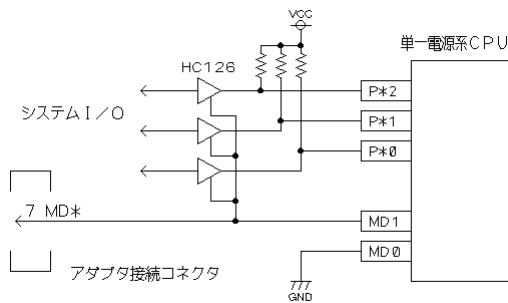 VCC
単一電源系CPU
HC126
P*2
システムI/O
P*1
P*0
7 MD*
MD1
MD0
アダプタ接続コネクタ
GND